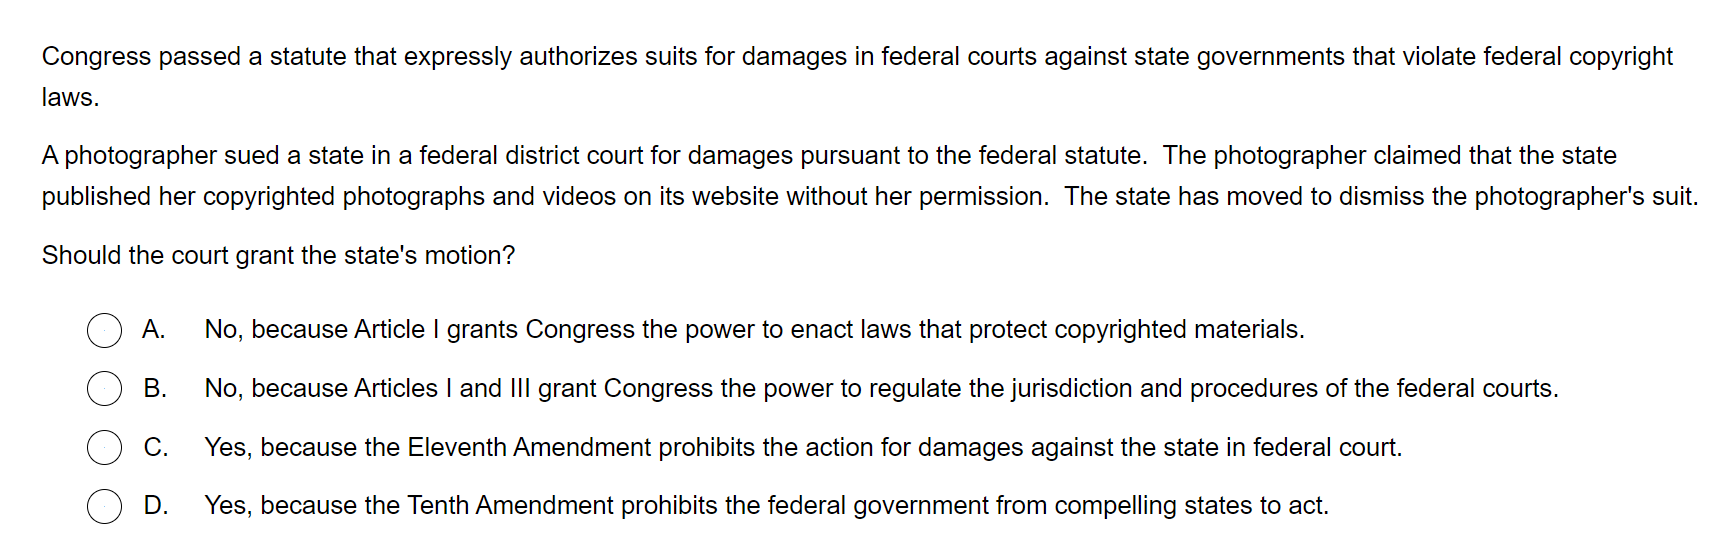 Congress passed a statute that expressly authorizes suits for damages in federal courts against state governments that violate federal copyright
laws.
A photographer sued a state in a federal district court for damages pursuant to the federal statute.  The photographer claimed that the state
published her copyrighted photographs and videos on its website without her permission.  The state has moved to dismiss the photographer's suit.
Should the court grant the state's motion?
A. No, because Article I grants Congress the power to enact laws that protect copyrighted materials.
B. No, because Articles I and III grant Congress the power to regulate the jurisdiction and procedures of the federal courts.
C. Yes, because the Eleventh Amendment prohibits the action for damages against the state in federal court.
D. Yes, because the Tenth Amendment prohibits the federal government from compelling states to act.